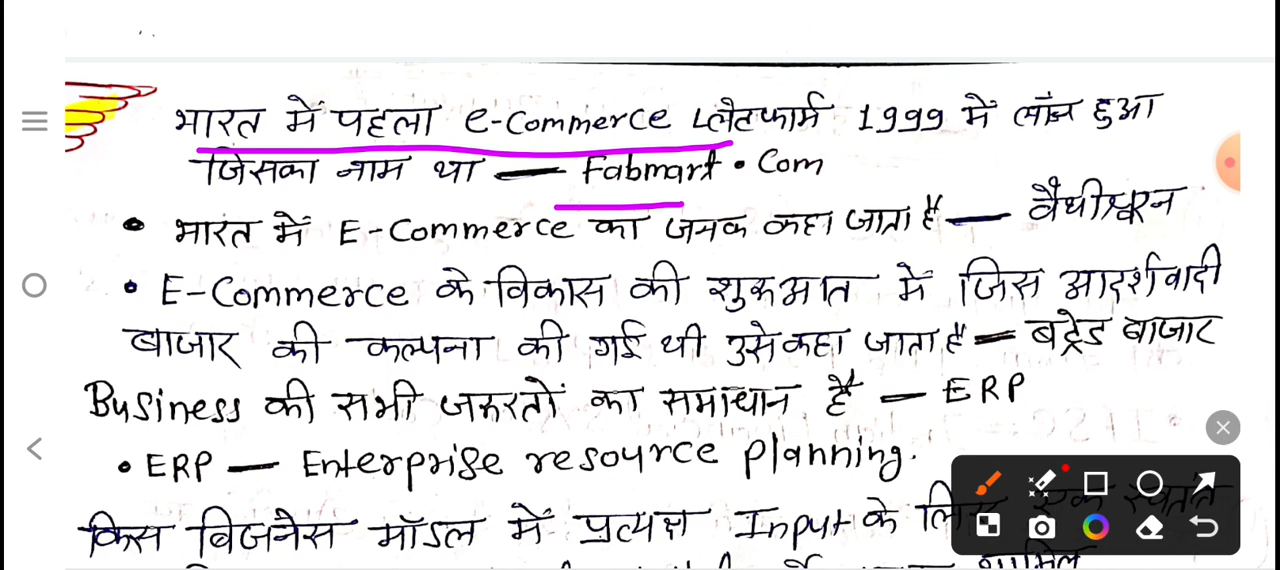 भारत में पहला e-Commerce प्लेटफार्म 1999 में लॉन्च हुआ
जिसका नाम था — Fabmart.Com
• भारत में E-Commerce का जनक कहा जाता है — वैथीश्वरन
• E-Commerce के विकास की शुरूआत में जिस आदर्शवादी
बाजार की कल्पना की गई थी उसे कहा जाता है — बट्रेड बाजार
Business की सभी जरुरतों का समाधान है — ERP
• ERP — Enterprise resource planning.
किस बिजनेस मॉडल में प्रत्यक्ष Input के लिए एक स्वतंत्र
शामिल